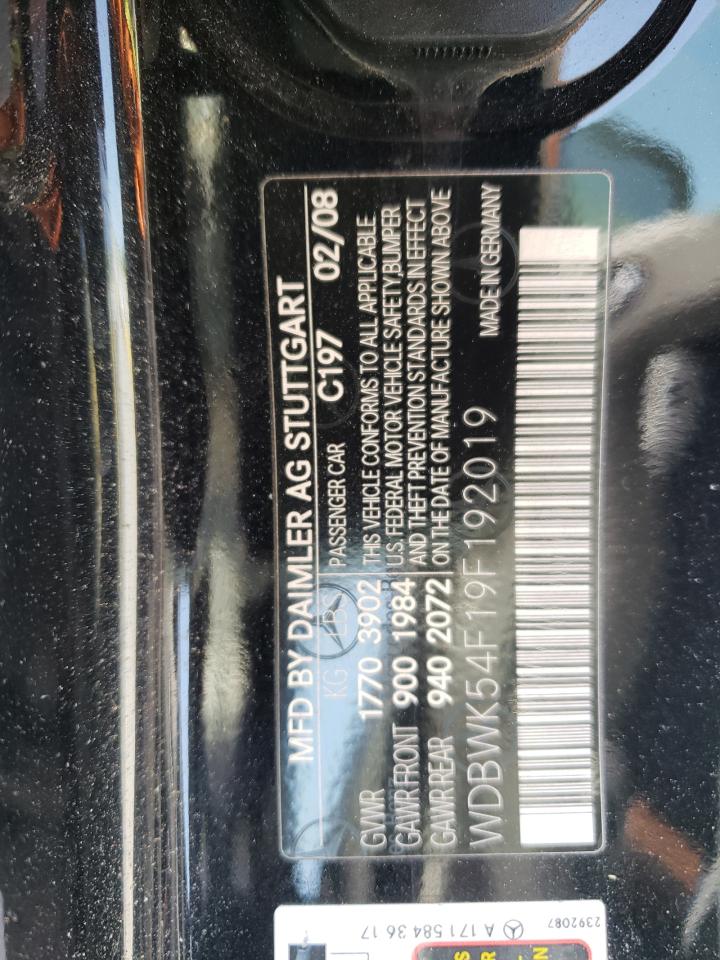 MFD BY DAIMLER AG STUTTGART
KG LBS PASSENGER CAR C197 02/08
GVWR 1770 3902 THIS VEHICLE CONFORMS TO ALL APPLICABLE
GAWR FRONT 900 1984 U.S. FEDERAL MOTOR VEHICLE SAFETY,BUMPER
GAWR REAR 940 2072 AND THEFT PREVENTION STANDARDS IN EFFECT
ON THE DATE OF MANUFACTURE SHOWN ABOVE
WDBWK54F19F192019 MADE IN GERMANY
2392087
A 171 584 36 17